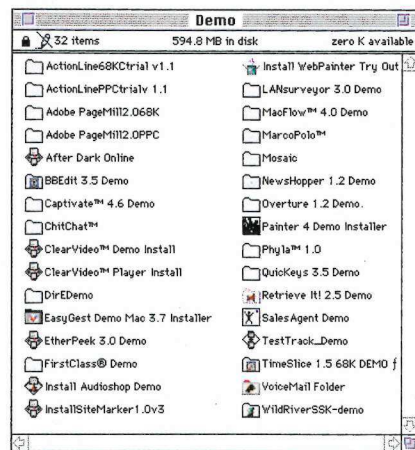 Demo
32 items 594.8 MB in disk zero K available
ActionLine68KCtrial v1.1
ActionLinePPCtrialv 1.1
Adobe PageMill2.068K
Adobe PageMill2.0PPC
After Dark Online
BBEdit 3.5 Demo
Captivate™ 4.6 Demo
ChitChat™
ClearVideo™ Demo Install
ClearVideo™ Player Install
DirEDemo
EasyGest Demo Mac 3.7 Installer
EtherPeek 3.0 Demo
FirstClass® Demo
Install Audioshop Demo
InstallSiteMarker1.0v3
Install WebPainter Try Out
LANsurveyor 3.0 Demo
MacFlow™ 4.0 Demo
MarcoPolo™
Mosaic
NewsHopper 1.2 Demo
Overture 1.2 Demo.
Painter 4 Demo Installer
Phyla™ 1.0
QuicKeys 3.5 Demo
Retrieve It! 2.5 Demo
SalesAgent Demo
TestTrack_Demo
TimeSlice 1.5 68K DEMO ƒ
VoiceMail Folder
WildRiverSSK-demo